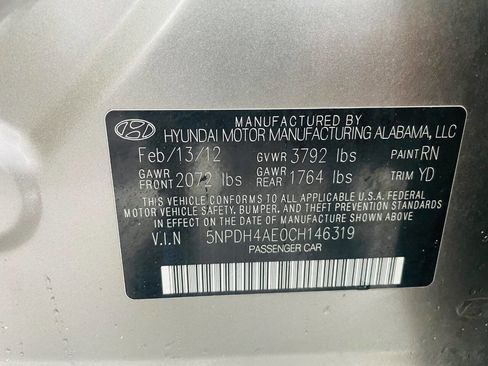 MANUFACTURED BY
HYUNDAI MOTOR MANUFACTURING ALABAMA, LLC
Feb/13/12 GVWR 3792 lbs PAINT RN
GAWR FRONT 2072 lbs GAWR REAR 1764 lbs TRIM YD
THIS VEHICLE CONFORMS TO ALL APPLICABLE U.S.A. FEDERAL
MOTOR VEHICLE SAFETY, BUMPER, AND THEFT PREVENTION STANDARDS
IN EFFECT ON THE DATE OF MANUFACTURE SHOWN ABOVE.
V.I.N 5NPDH4AE0CH146319
PASSENGER CAR